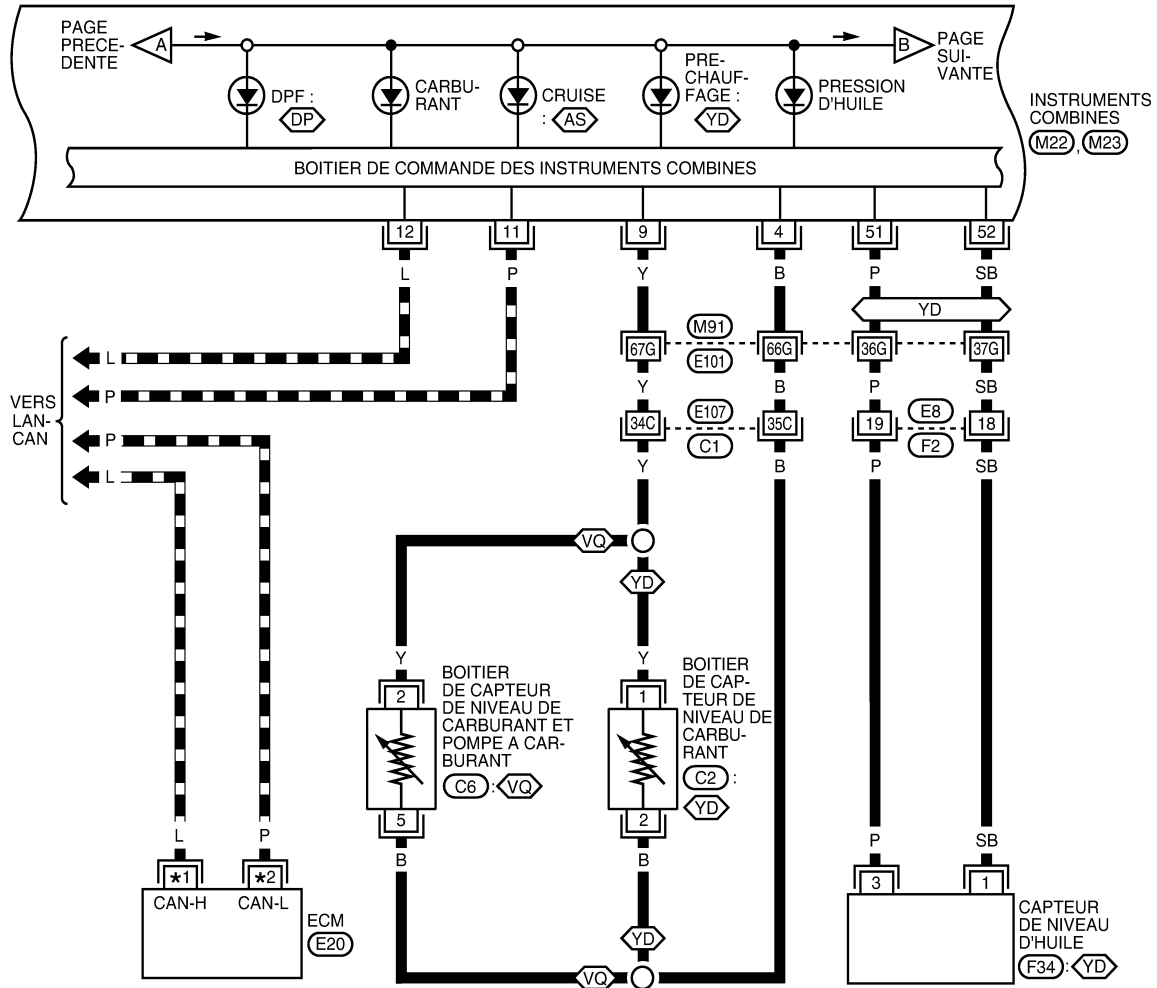 PAGE
PRECE-
DENTE
A
B
PAGE
SUI-
VANTE
DPF :
DP
CARBU-
RANT
CRUISE
: AS
PRE-
CHAUF-
FAGE :
YD
PRESSION
D'HUILE
INSTRUMENTS
COMBINES
M22 , M23
BOITIER DE COMMANDE DES INSTRUMENTS COMBINES
12 11 9 4 51 52
L P Y B P SB
YD
M91
67G 66G 36G 37G
E101
L
Y B P SB
P
VERS
LAN-
CAN
E107 E8
34C 35C 19 18
C1 F2
P
Y B P SB
L
VQ
YD
Y Y
BOITIER
DE CAPTEUR
DE NIVEAU DE
CARBURANT ET
POMPE A CAR-
BURANT
C6 : VQ
2
5
BOITIER
DE CAP-
TEUR DE
NIVEAU DE
CARBU-
RANT
C2 :
YD
1
2
L P P SB
B B
*1 *2 3 1
CAN-H CAN-L
ECM
E20
YD
VQ
CAPTEUR
DE NIVEAU
D'HUILE
F34 : YD